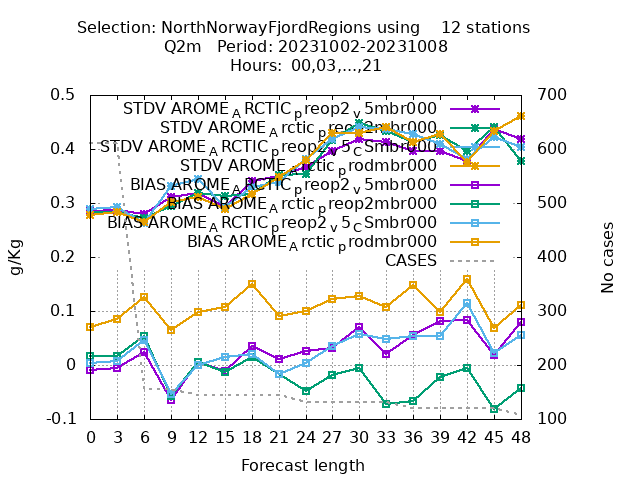 Selection: NorthNorwayFjordRegions using 12 stations
Q2m Period: 20231002-20231008
Hours: 00,03,...,21
0.5
0.4
0.3
0.2
0.1
0
-0.1
g/Kg
STDV AROME_ARCTIC_preop2_v5mbr000
STDV AROME_Arctic_preop2mbr000
STDV AROME_ARCTIC_preop2_v5_CSmbr000
STDV AROME_Arctic_prodmbr000
BIAS AROME_ARCTIC_preop2_v5mbr000
BIAS AROME_Arctic_preop2mbr000
BIAS AROME_ARCTIC_preop2_v5_CSmbr000
BIAS AROME_Arctic_prodmbr000
CASES
700
600
500
400
300
200
100
No cases
0 3 6 9 12 15 18 21 24 27 30 33 36 39 42 45 48
Forecast length